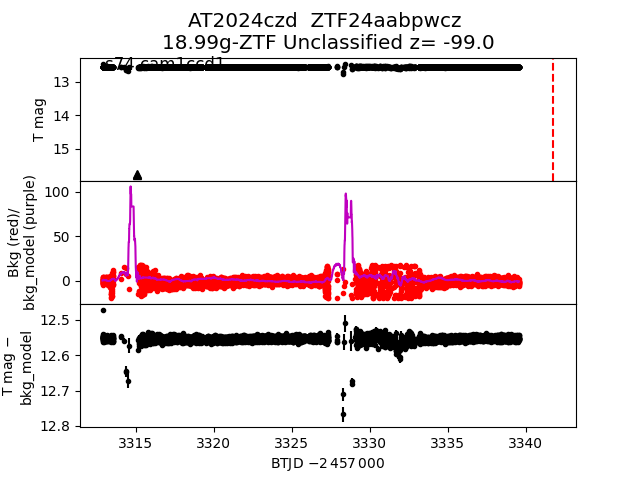 AT2024czd  ZTF24aabpwcz
18.99g-ZTF Unclassified z= -99.0
s74 cam1ccd1
T mag
13
14
15
Bkg (red)/
bkg_model (purple)
100
50
0
T mag −
bkg_model
12.5
12.6
12.7
12.8
3315 3320 3325 3330 3335 3340
BTJD −2 457 000